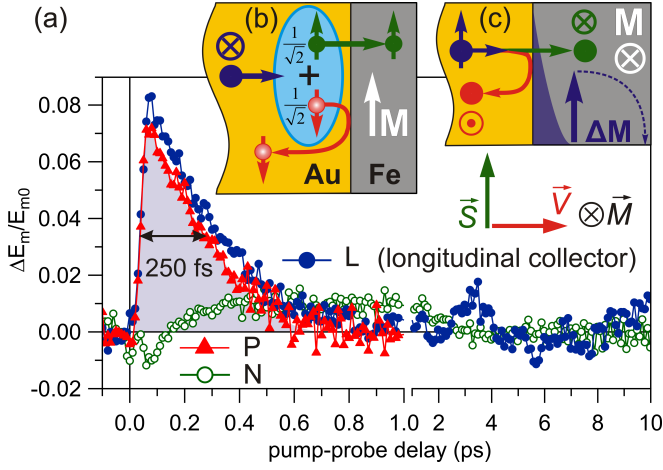 (a)
(b)
(c)
1
√2
+
1
√2
M
Au
Fe
M
ΔM
S
V
M
ΔEm/Em0
0.08
0.06
0.04
0.02
0.00
-0.02
250 fs
L (longitudinal collector)
P
N
0.0 0.2 0.4 0.6 0.8 1.0 2 4 6 8 10
pump-probe delay (ps)